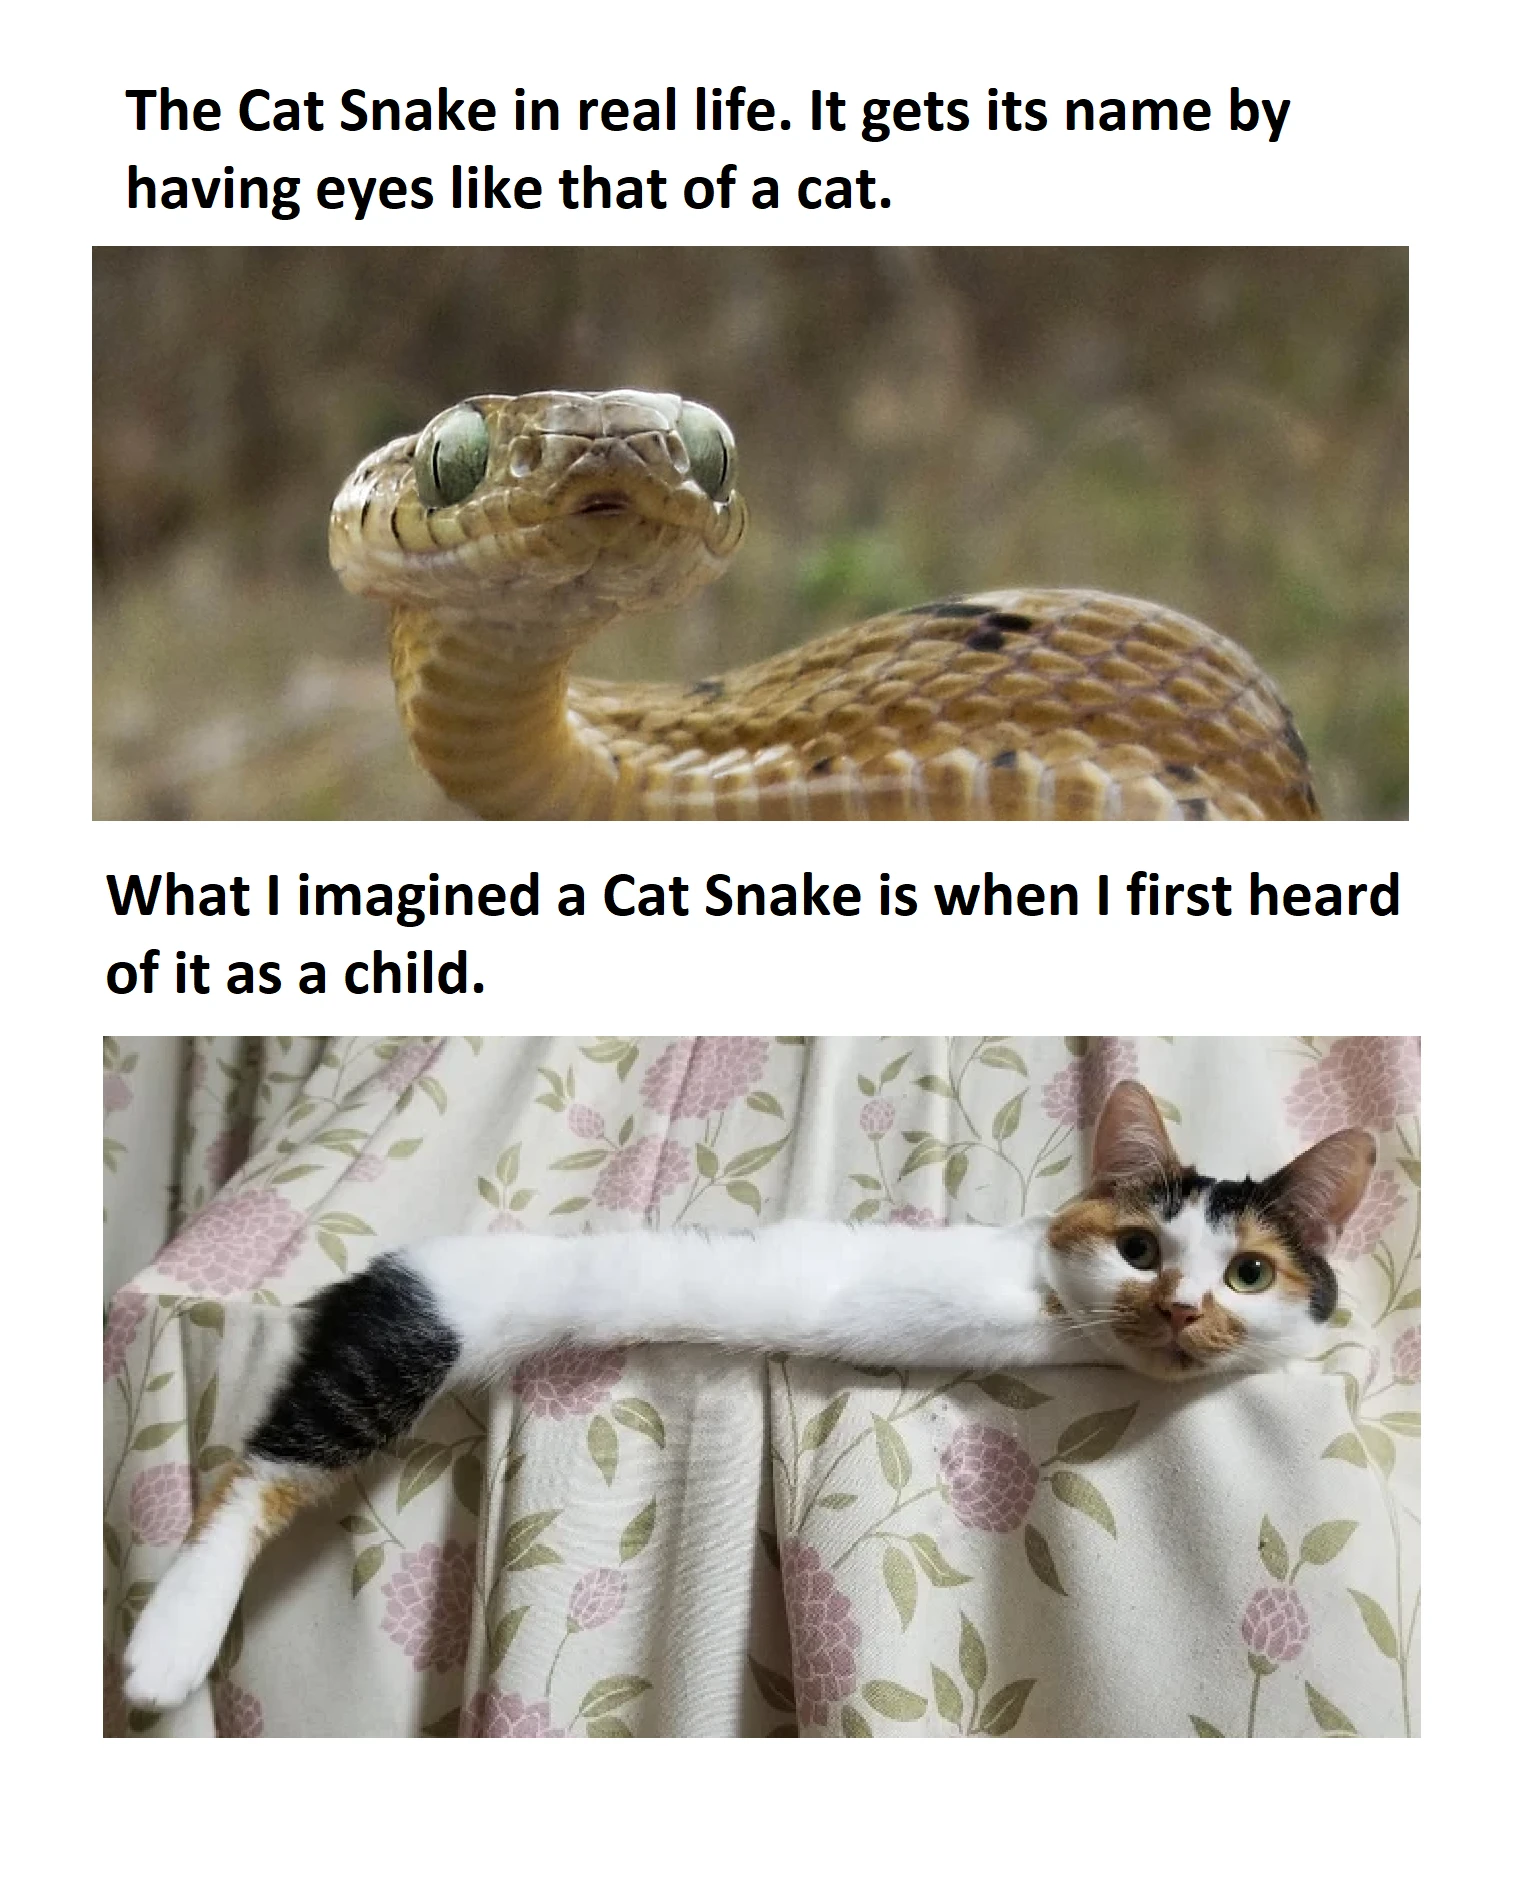 The Cat Snake in real life. It gets its name by
having eyes like that of a cat.
What I imagined a Cat Snake is when I first heard
of it as a child.